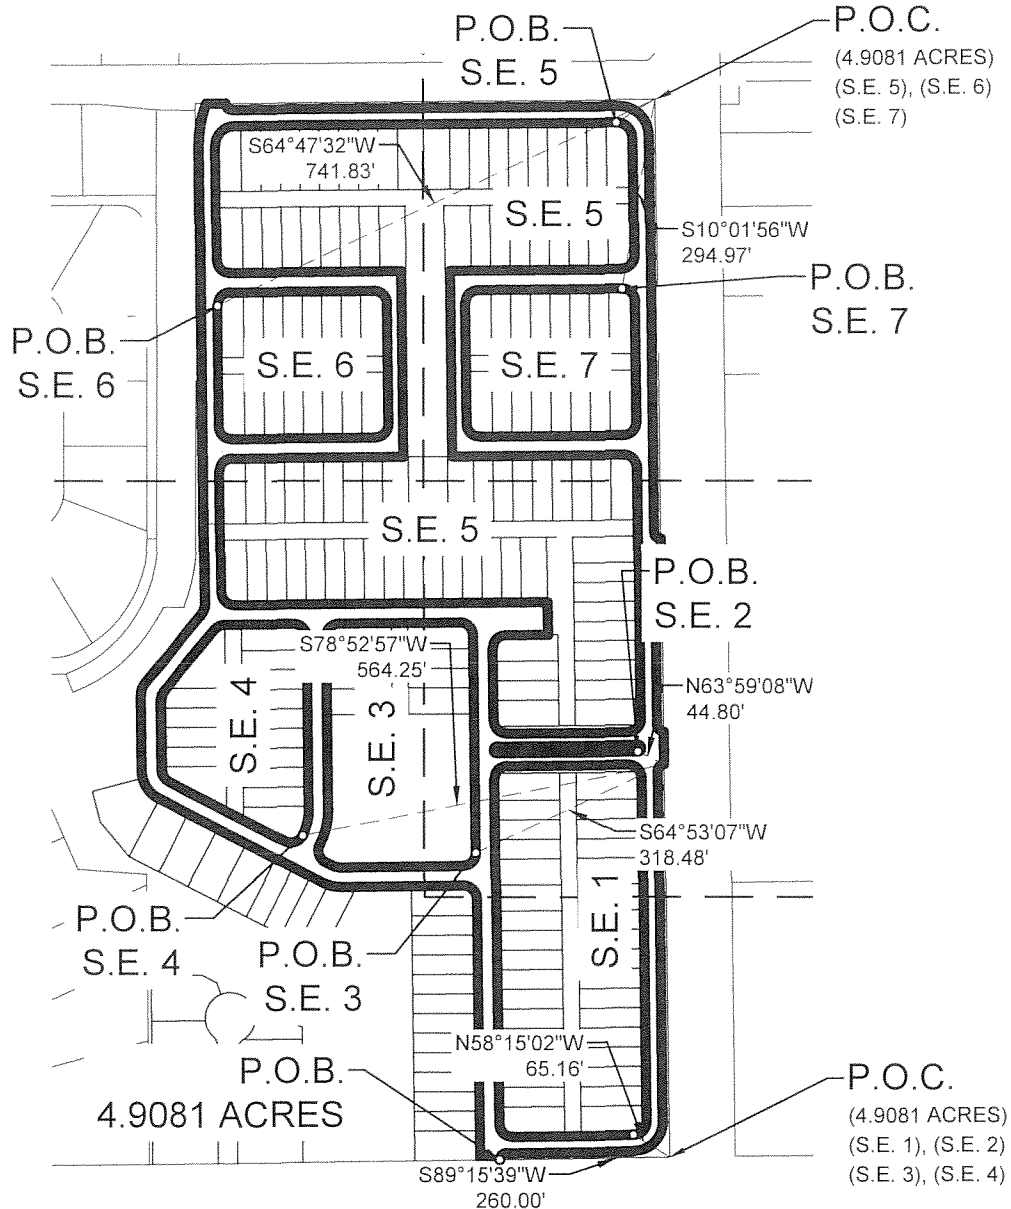 P.O.B.
S.E. 5
P.O.C.
(4.9081 ACRES)
(S.E. 5), (S.E. 6)
(S.E. 7)
S64°47'32"W
741.83'
S.E. 5
S10°01'56"W
294.97'
P.O.B.
S.E. 7
P.O.B.
S.E. 6
S.E. 6
S.E. 7
S.E. 5
P.O.B.
S.E. 2
S78°52'57"W
564.25'
N63°59'08"W
44.80'
S.E. 4
S.E. 3
S64°53'07"W
318.48'
S.E. 1
P.O.B.
S.E. 4
P.O.B.
S.E. 3
N58°15'02"W
65.16'
P.O.B.
4.9081 ACRES
P.O.C.
(4.9081 ACRES)
(S.E. 1), (S.E. 2)
(S.E. 3), (S.E. 4)
S89°15'39"W
260.00'